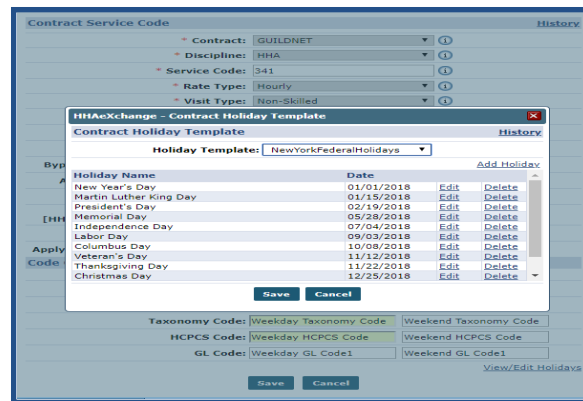 Contract Service Code History
* Contract: GUILDNET
* Discipline: HHA
* Service Code: 341
* Rate Type: Hourly
* Visit Type: Non-Skilled
HHAeXchange - Contract Holiday Template
Contract Holiday Template History
Holiday Template: NewYorkFederalHolidays
Byp
Add Holiday
A
Holiday Name Date
New Year's Day 01/01/2018 Edit Delete
Martin Luther King Day 01/15/2018 Edit Delete
President's Day 02/19/2018 Edit Delete
[HH
Memorial Day 05/28/2018 Edit Delete
Independence Day 07/04/2018 Edit Delete
Labor Day 09/03/2018 Edit Delete
Apply
Columbus Day 10/08/2018 Edit Delete
Code
Veteran's Day 11/12/2018 Edit Delete
Thanksgiving Day 11/22/2018 Edit Delete
Christmas Day 12/25/2018 Edit Delete
Save Cancel
Taxonomy Code: Weekday Taxonomy Code Weekend Taxonomy Code
HCPCS Code: Weekday HCPCS Code Weekend HCPCS Code
GL Code: Weekday GL Code1 Weekend GL Code1
View/Edit Holidays
Save Cancel